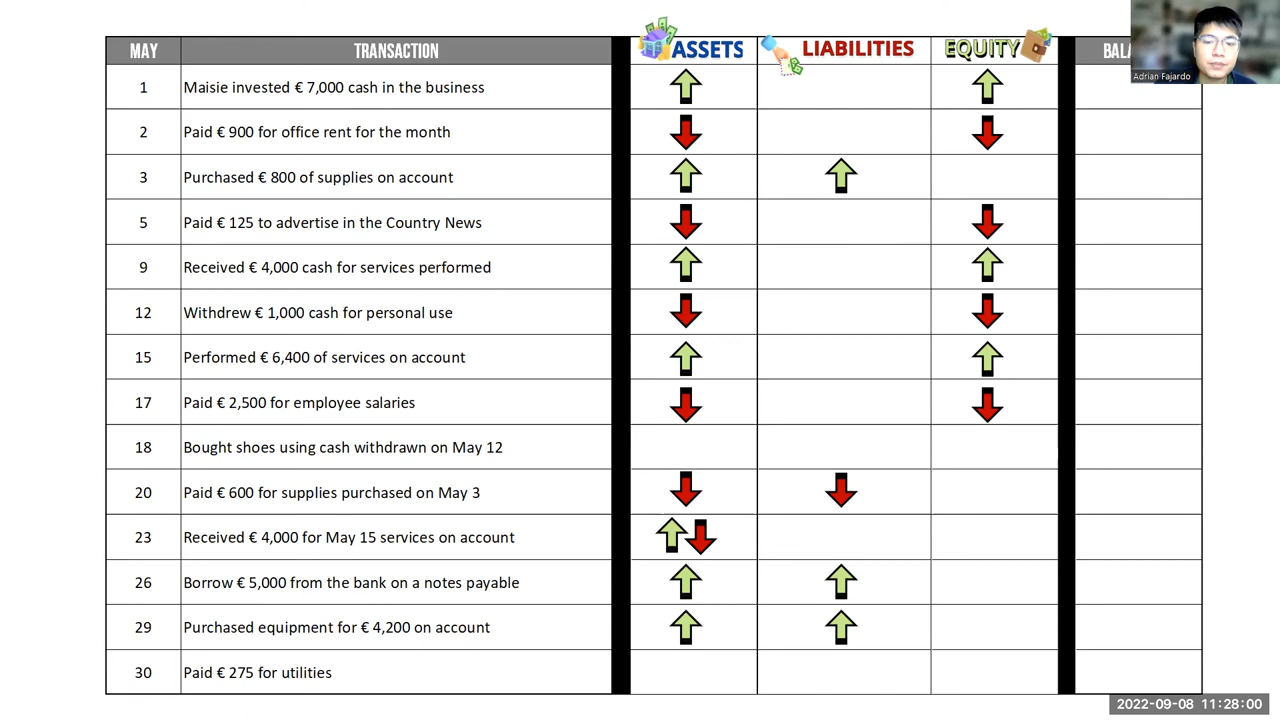 MAY TRANSACTION ASSETS LIABILITIES EQUITY BALA
Adrian Fajardo
1 Maisie invested € 7,000 cash in the business
2 Paid € 900 for office rent for the month
3 Purchased € 800 of supplies on account
5 Paid € 125 to advertise in the Country News
9 Received € 4,000 cash for services performed
12 Withdrew € 1,000 cash for personal use
15 Performed € 6,400 of services on account
17 Paid € 2,500 for employee salaries
18 Bought shoes using cash withdrawn on May 12
20 Paid € 600 for supplies purchased on May 3
23 Received € 4,000 for May 15 services on account
26 Borrow € 5,000 from the bank on a notes payable
29 Purchased equipment for € 4,200 on account
30 Paid € 275 for utilities
2022-09-08 11:28:00